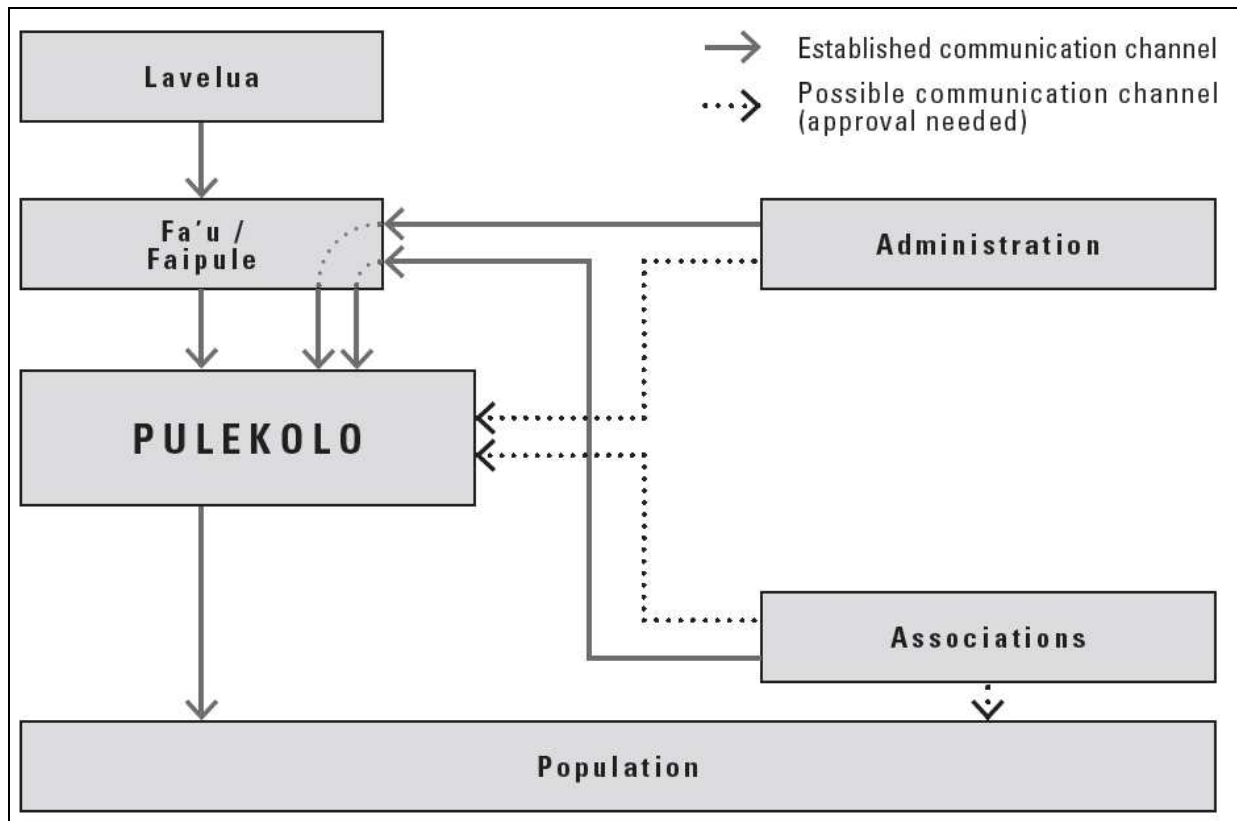 Lavelua
Established communication channel
Possible communication channel
(approval needed)
Fa'u /
Faipule
Administration
PULEKOLO
Associations
Population